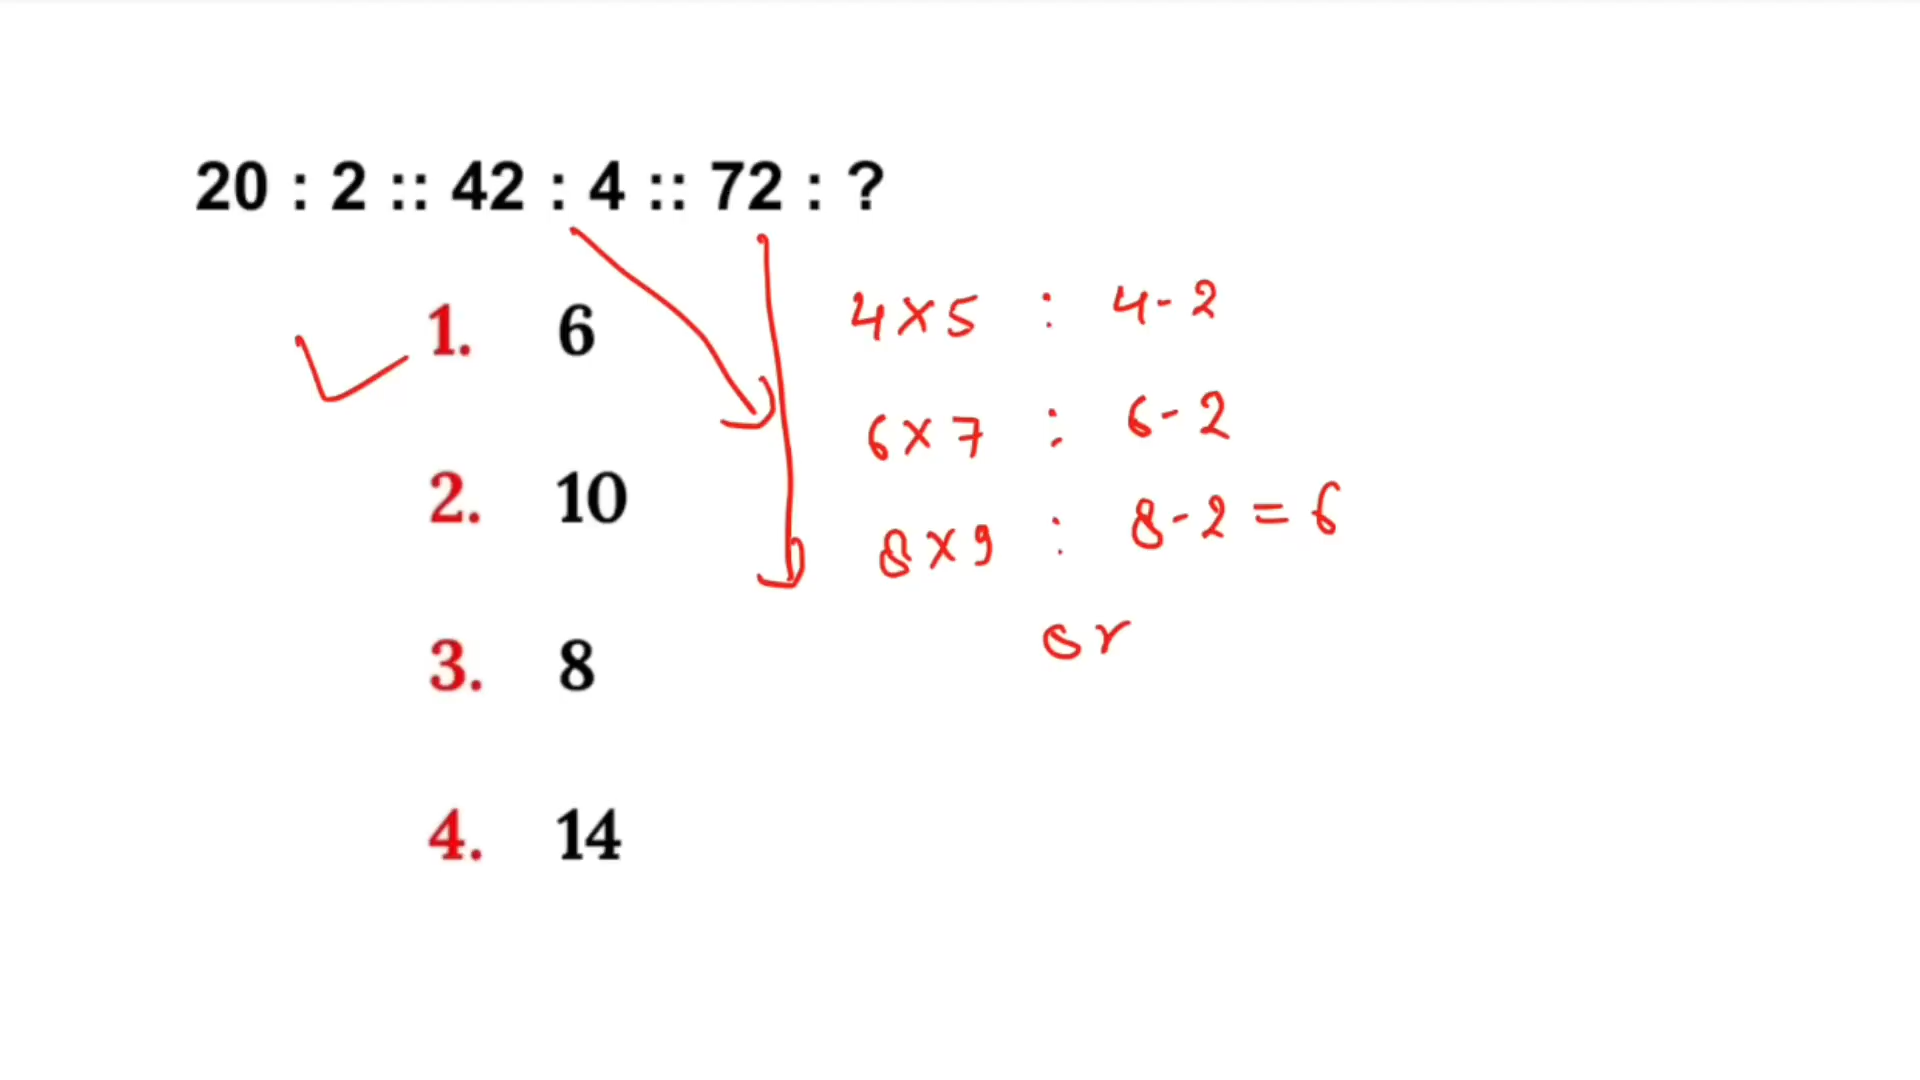 20 : 2 :: 42 : 4 :: 72 : ?
1. 6
2. 10
3. 8
4. 14
4×5 : 4-2
6×7 : 6-2
8×9 : 8-2=6
or